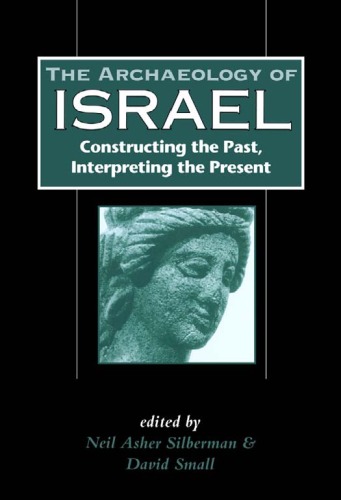 THE ARCHAEOLOGY OF
ISRAEL
Constructing the Past,
Interpreting the Present
edited by
Neil Asher Silberman &
David Small